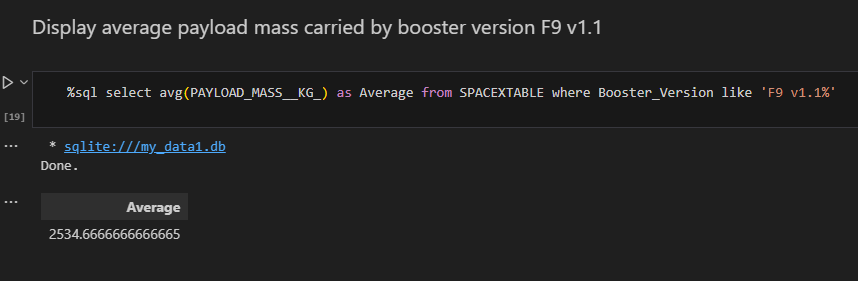 Display average payload mass carried by booster version F9 v1.1
%sql select avg(PAYLOAD_MASS__KG_) as Average from SPACEXTABLE where Booster_Version like 'F9 v1.1%'
[19]
... * sqlite:///my_data1.db
Done.
...
Average
2534.6666666666665